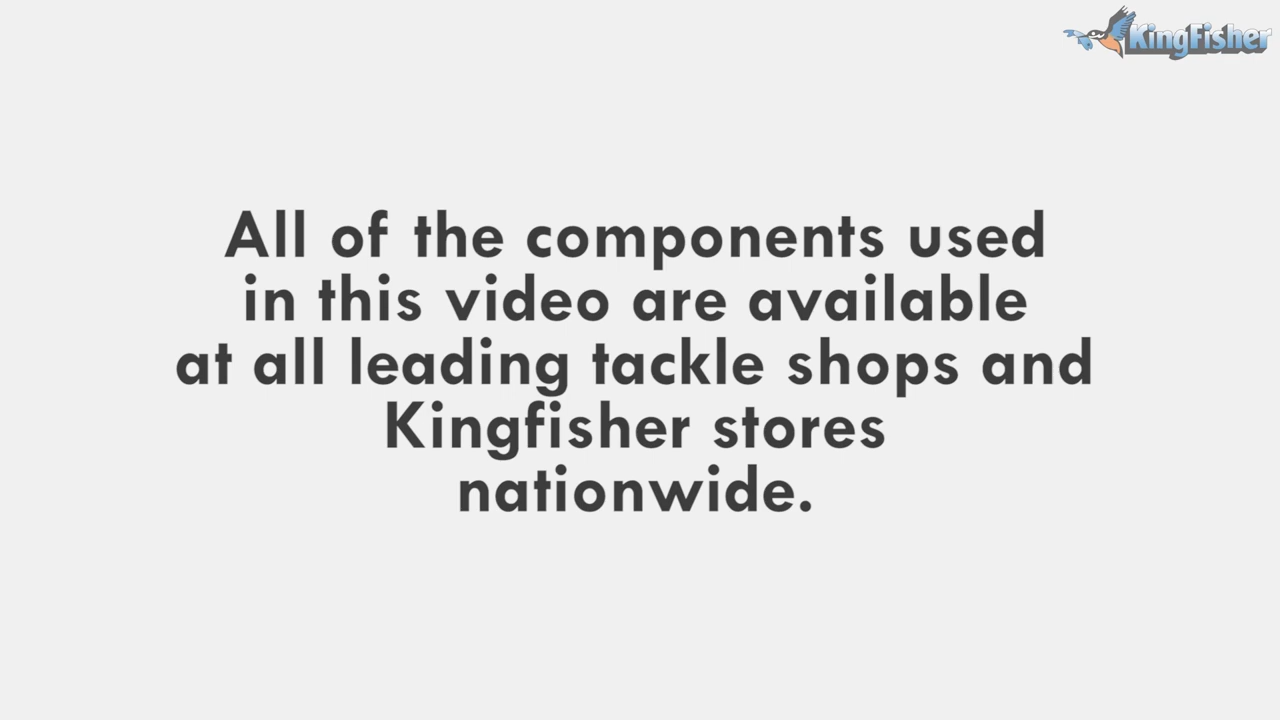 KingFisher
All of the components used
in this video are available
at all leading tackle shops and
Kingfisher stores
nationwide.